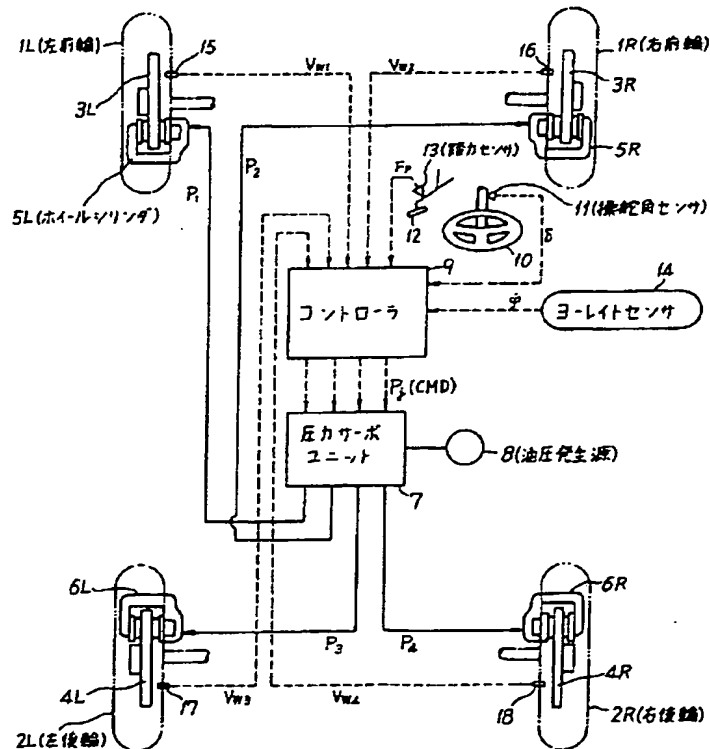 1L(左前輪)
15
16
1R(右前輪)
VW1
VW2
3L
3R
P1
P2
FP
13(踏力センサ)
5R
5L(ホイールシリンダ)
12
11(操舵角センサ)
10
δ
9
14
コントローラ
φ̇
ヨーレイトセンサ
Pj(CMD)
圧力サーボ
ユニット
8(油圧発生源)
7
6L
6R
P3
P4
4L
17
VW3
VW4
18
4R
2L(左後輪)
2R(右後輪)